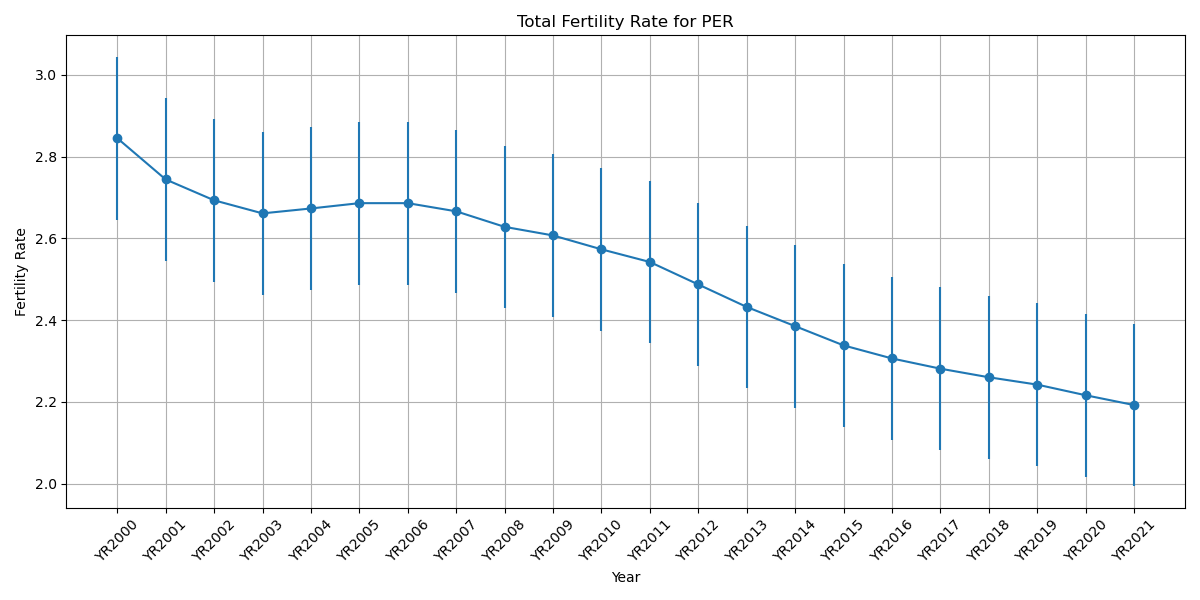 Total Fertility Rate for PER
Fertility Rate
3.0
2.8
2.6
2.4
2.2
2.0
YR2000
YR2001
YR2002
YR2003
YR2004
YR2005
YR2006
YR2007
YR2008
YR2009
YR2010
YR2011
YR2012
YR2013
YR2014
YR2015
YR2016
YR2017
YR2018
YR2019
YR2020
YR2021
Year